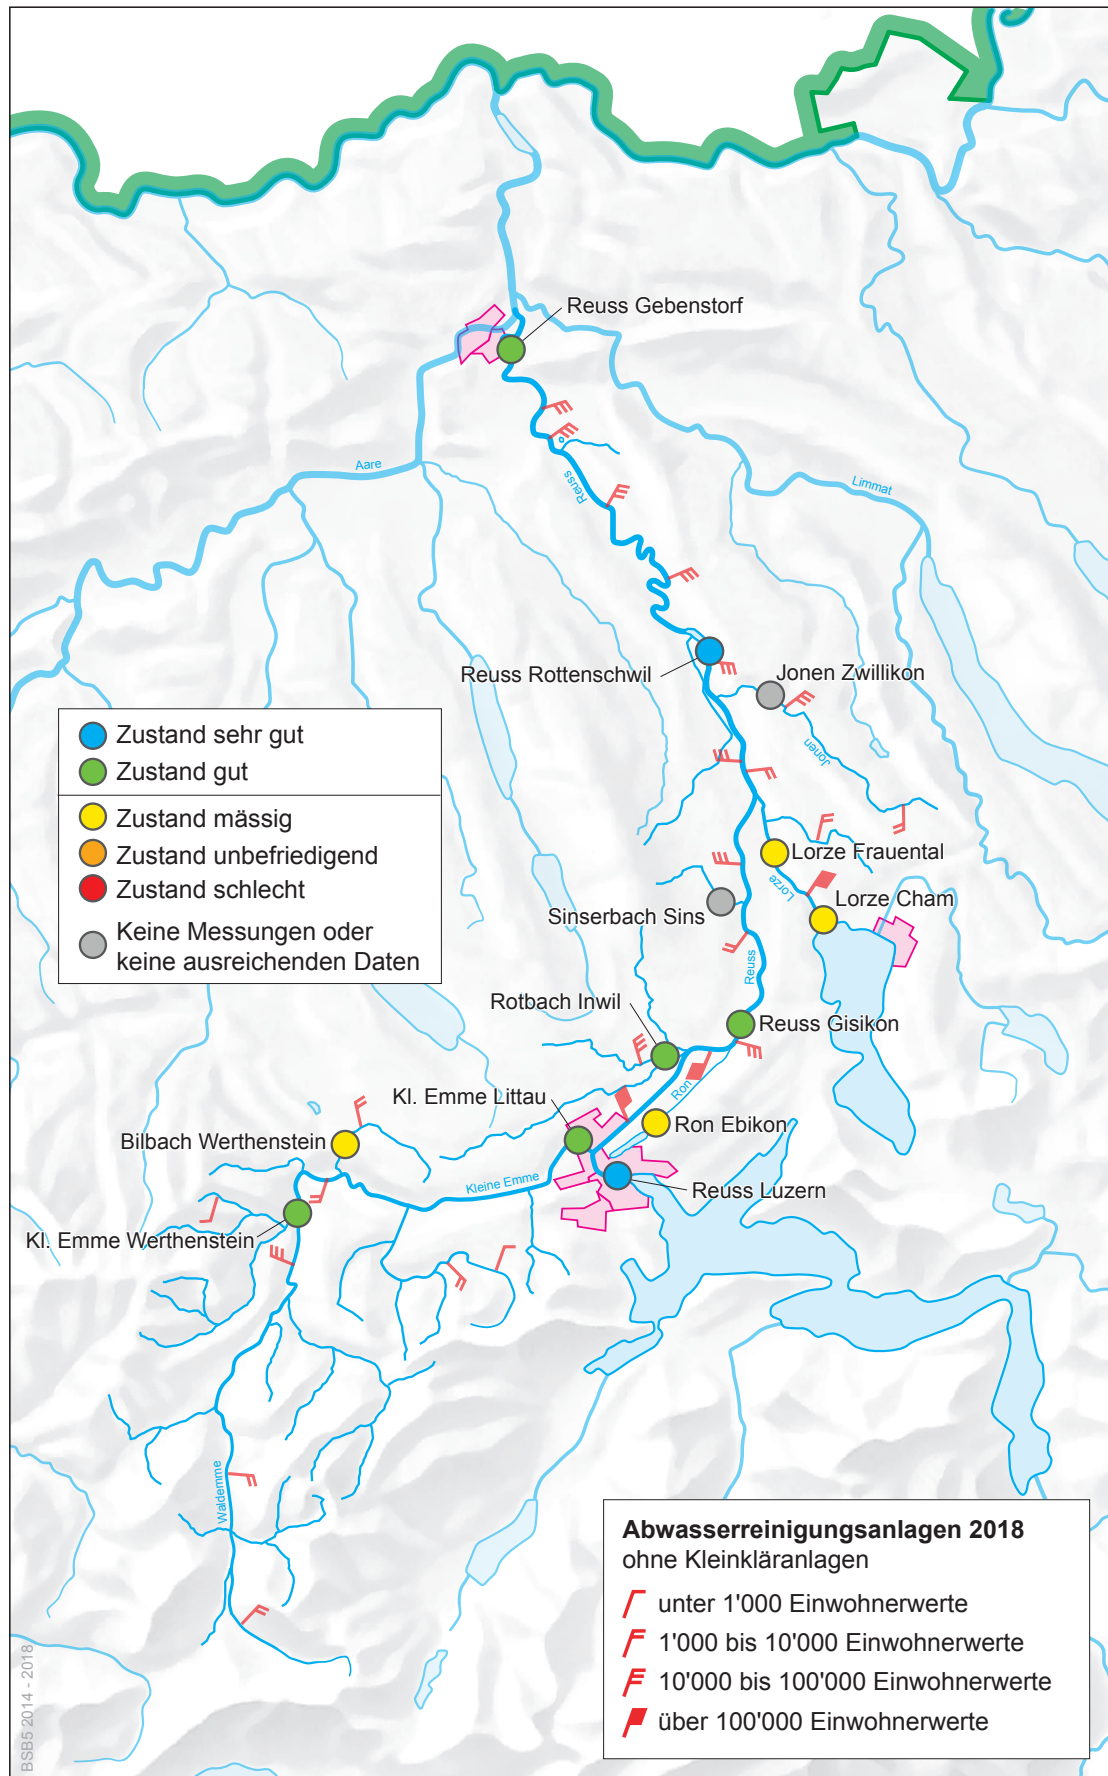 Reuss Gebenstorf
Aare
Reuss
Limmat
Reuss Rottenschwil
Jonen Zwillikon
Jonen
Zustand sehr gut
Zustand gut
Zustand mässig
Zustand unbefriedigend
Zustand schlecht
Keine Messungen oder
keine ausreichenden Daten
Lorze Frauental
Lorze
Lorze Cham
Sinserbach Sins
Reuss
Rotbach Inwil
Reuss Gisikon
Ron
Kl. Emme Littau
Ron Ebikon
Bilbach Werthenstein
Kleine Emme
Reuss Luzern
Kl. Emme Werthenstein
Waldemme
Abwasserreinigungsanlagen 2018
ohne Kleinkläranlagen
unter 1'000 Einwohnerwerte
1'000 bis 10'000 Einwohnerwerte
10'000 bis 100'000 Einwohnerwerte
über 100'000 Einwohnerwerte
BSB5 2014 - 2018